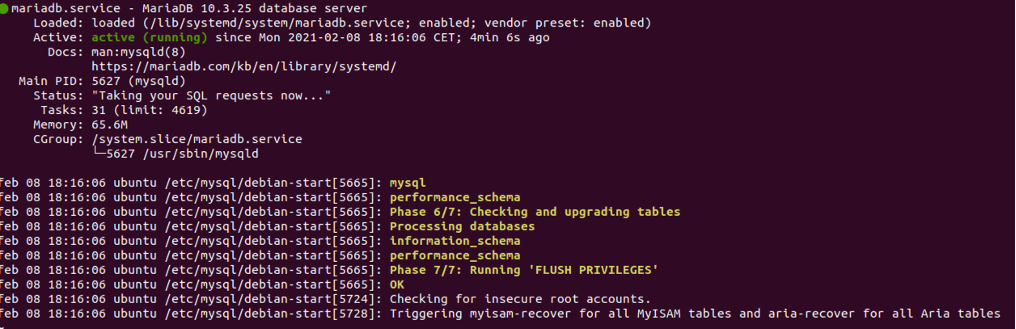 mariadb.service - MariaDB 10.3.25 database server
Loaded: loaded (/lib/systemd/system/mariadb.service; enabled; vendor preset: enabled)
Active: active (running) since Mon 2021-02-08 18:16:06 CET; 4min 6s ago
Docs: man:mysqld(8)
https://mariadb.com/kb/en/library/systemd/
Main PID: 5627 (mysqld)
Status: "Taking your SQL requests now..."
Tasks: 31 (limit: 4619)
Memory: 65.6M
CGroup: /system.slice/mariadb.service
└─5627 /usr/sbin/mysqld
feb 08 18:16:06 ubuntu /etc/mysql/debian-start[5665]: mysql
feb 08 18:16:06 ubuntu /etc/mysql/debian-start[5665]: performance_schema
feb 08 18:16:06 ubuntu /etc/mysql/debian-start[5665]: Phase 6/7: Checking and upgrading tables
feb 08 18:16:06 ubuntu /etc/mysql/debian-start[5665]: Processing databases
feb 08 18:16:06 ubuntu /etc/mysql/debian-start[5665]: information_schema
feb 08 18:16:06 ubuntu /etc/mysql/debian-start[5665]: performance_schema
feb 08 18:16:06 ubuntu /etc/mysql/debian-start[5665]: Phase 7/7: Running 'FLUSH PRIVILEGES'
feb 08 18:16:06 ubuntu /etc/mysql/debian-start[5665]: OK
feb 08 18:16:06 ubuntu /etc/mysql/debian-start[5724]: Checking for insecure root accounts.
feb 08 18:16:06 ubuntu /etc/mysql/debian-start[5728]: Triggering myisam-recover for all MyISAM tables and aria-recover for all Aria tables